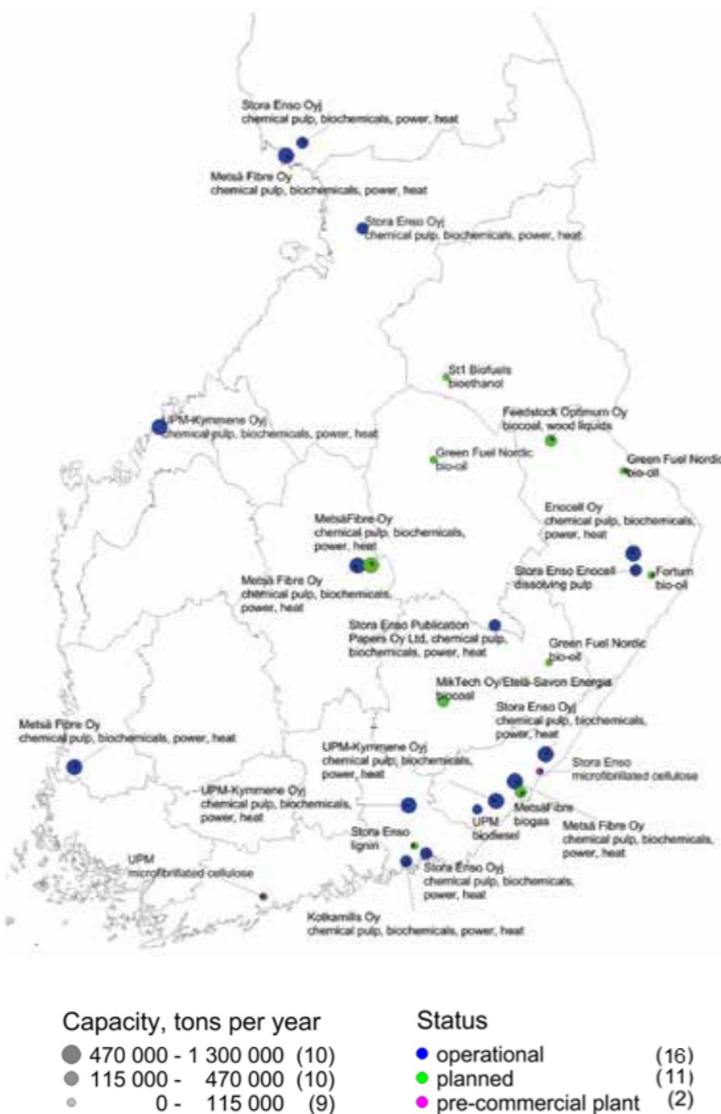 Stora Enso Oyj
chemical pulp, biochemicals, power, heat
Metsä Fibre Oy
chemical pulp, biochemicals, power, heat
Stora Enso Oyj
chemical pulp, biochemicals, power, heat
St1 Biofuels
bioethanol
UPM-Kymmene Oyj
chemical pulp, biochemicals, power, heat
Feedstock Optimum Oy
biocoal, wood liquids
Green Fuel Nordic
bio-oil
Green Fuel Nordic
bio-oil
MetsäFibre Oy
chemical pulp, biochemicals,
power, heat
Enocell Oy
chemical pulp, biochemicals,
power, heat
Metsä Fibre Oy
chemical pulp, biochemicals,
power, heat
Stora Enso Enocell
dissolving pulp
Fortum
bio-oil
Stora Enso Publication
Papers Oy Ltd, chemical pulp,
biochemicals, power, heat
Green Fuel Nordic
bio-oil
MikTech Oy/Etelä-Savon Energia
biocoal
Metsä Fibre Oy
chemical pulp, biochemicals, power, heat
Stora Enso Oyj
chemical pulp, biochemicals,
power, heat
UPM-Kymmene Oyj
chemical pulp, biochemicals,
power, heat
Stora Enso
microfibrillated cellulose
UPM-Kymmene Oyj
chemical pulp, biochemicals,
power, heat
UPM
biodiesel
MetsäFibre
biogas
Metsä Fibre Oy
chemical pulp, biochemicals,
power, heat
Stora Enso
lignin
UPM
microfibrillated cellulose
Stora Enso Oyj
chemical pulp, biochemicals,
power, heat
Kotkamills Oy
chemical pulp, biochemicals, power, heat
Capacity, tons per year
470 000 - 1 300 000 (10)
115 000 - 470 000 (10)
0 - 115 000 (9)
Status
operational (16)
planned (11)
pre-commercial plant (2)